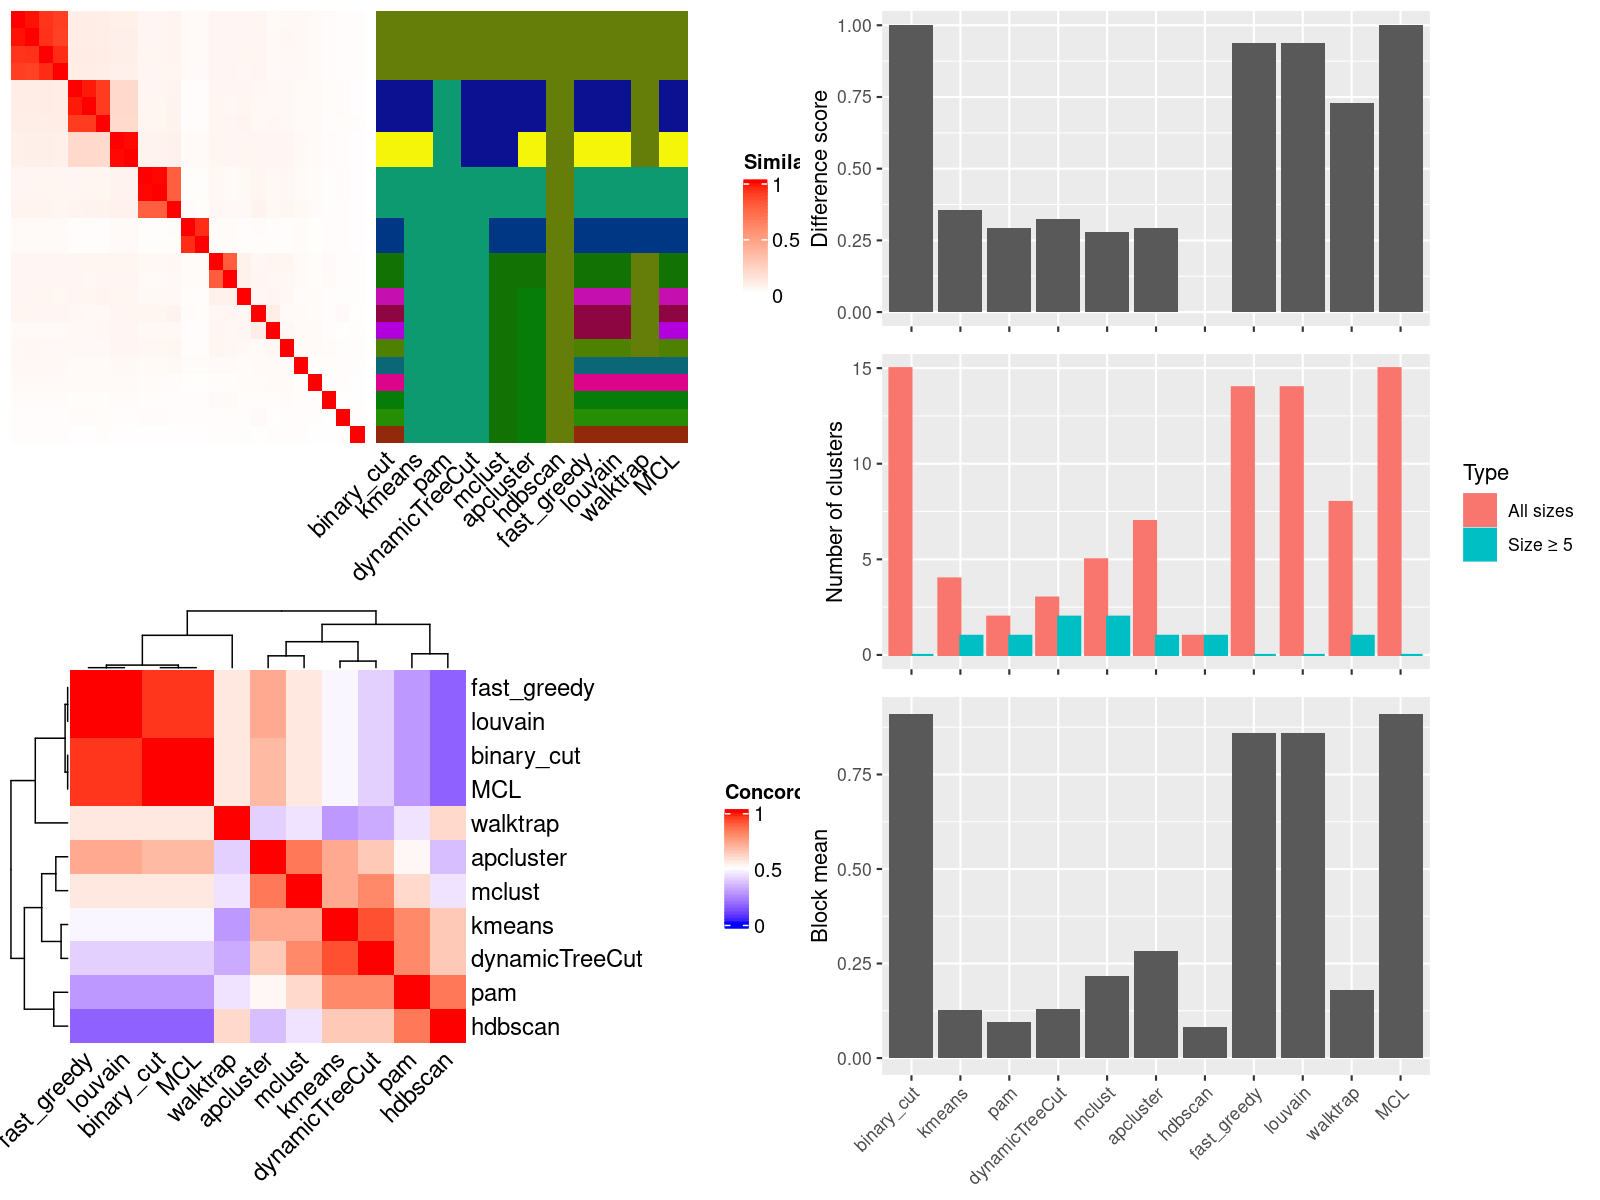 Simila
1
0.5
0
binary_cut
kmeans
pam
dynamicTreeCut
mclust
apcluster
hdbscan
fast_greedy
louvain
walktrap
MCL
fast_greedy
louvain
binary_cut
MCL
walktrap
apcluster
mclust
kmeans
dynamicTreeCut
pam
hdbscan
fast_greedy
louvain
binary_cut
MCL
walktrap
apcluster
mclust
kmeans
dynamicTreeCut
pam
hdbscan
Concord
1
0.5
0
Difference score
1.00
0.75
0.50
0.25
0.00
Number of clusters
15
10
5
0
Type
All sizes
Size ≥ 5
Block mean
0.75
0.50
0.25
0.00
binary_cut
kmeans
pam
dynamicTreeCut
mclust
apcluster
hdbscan
fast_greedy
louvain
walktrap
MCL